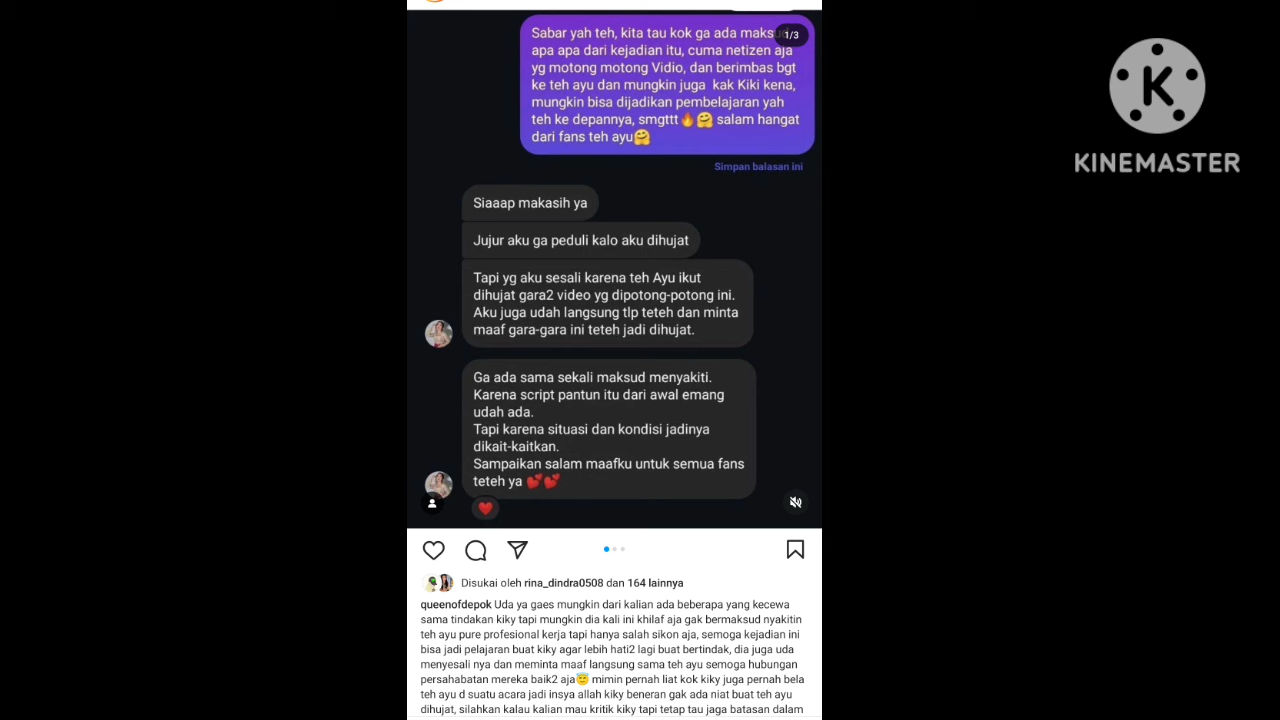 Sabar yah teh, kita tau kok ga ada maksud
1/3
apa apa dari kejadian itu, cuma netizen aja
yg motong motong Vidio, dan berimbas bgt
ke teh ayu dan mungkin juga kak Kiki kena,
mungkin bisa dijadikan pembelajaran yah
teh ke depannya, smgttt🔥🤗 salam hangat
dari fans teh ayu🤗
Simpan balasan ini
Siaaap makasih ya
Jujur aku ga peduli kalo aku dihujat
Tapi yg aku sesali karena teh Ayu ikut
dihujat gara2 video yg dipotong-potong ini.
Aku juga udah langsung tlp teteh dan minta
maaf gara-gara ini teteh jadi dihujat.
Ga ada sama sekali maksud menyakiti.
Karena script pantun itu dari awal emang
udah ada.
Tapi karena situasi dan kondisi jadinya
dikait-kaitkan.
Sampaikan salam maafku untuk semua fans
teteh ya 💕💕
Disukai oleh rina_dindra0508 dan 164 lainnya
queenofdepok Uda ya gaes mungkin dari kalian ada beberapa yang kecewa
sama tindakan kiky tapi mungkin dia kali ini khilaf aja gak bermaksud nyakitin
teh ayu pure profesional kerja tapi hanya salah sikon aja, semoga kejadian ini
bisa jadi pelajaran buat kiky agar lebih hati2 lagi buat bertindak, dia juga uda
menyesali nya dan meminta maaf langsung sama teh ayu semoga hubungan
persahabatan mereka baik2 aja😇 mimin pernah liat kok kiky juga pernah bela
teh ayu d suatu acara jadi insya allah kiky beneran gak ada niat buat teh ayu
dihujat, silahkan kalau kalian mau kritik kiky tapi tetap tau jaga batasan dalam
K
KINEMASTER